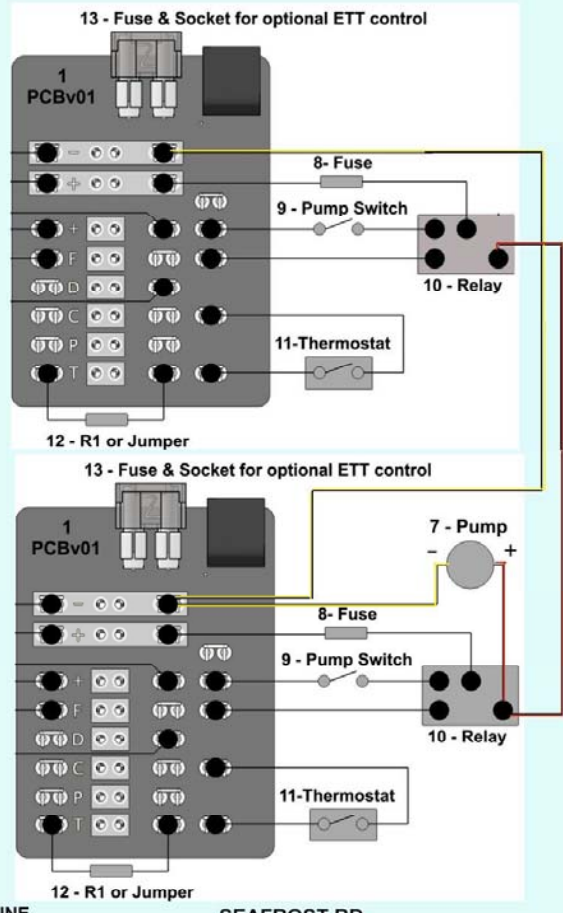 13 - Fuse & Socket for optional ETT control
2
1
PCBv01
-
+
8- Fuse
9 - Pump Switch
+
F
D
C
P
T
10 - Relay
11-Thermostat
12 - R1 or Jumper
13 - Fuse & Socket for optional ETT control
2
1
PCBv01
7 - Pump
- +
-
+
8- Fuse
9 - Pump Switch
+
F
D
C
P
T
10 - Relay
11-Thermostat
12 - R1 or Jumper